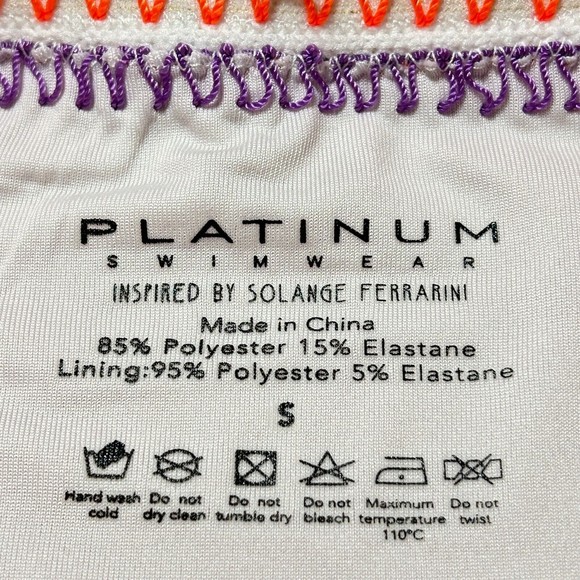 PLATINUM
SWIMWEAR
INSPIRED BY SOLANGE FERRARINI
Made in China
85% Polyester 15% Elastane
Lining:95% Polyester 5% Elastane
S
Hand wash cold
Do not dry clean
Do not tumble dry
Do not bleach
Maximum temperature 110°C
Do not twist